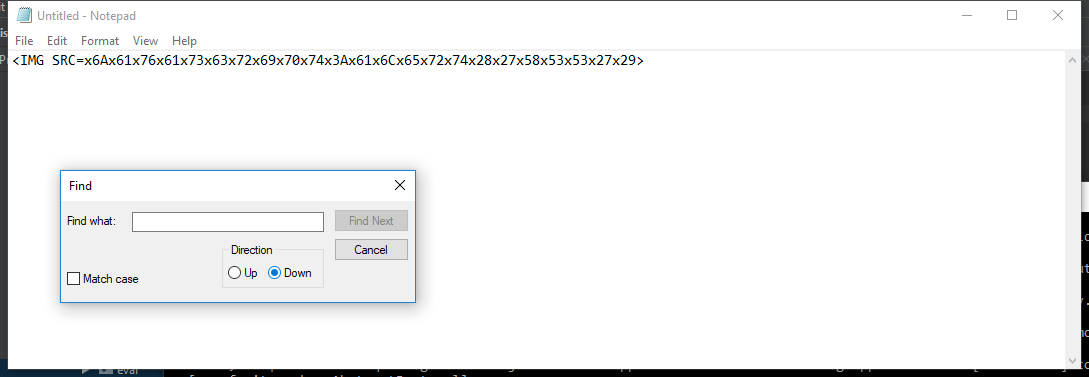 Untitled - Notepad
File Edit Format View Help
<IMG SRC=x6Ax61x76x61x73x63x72x69x70x74x3Ax61x6Cx65x72x74x28x27x58x53x53x27x29>
Find
Find what:
Find Next
Direction
Cancel
Up Down
Match case
eval